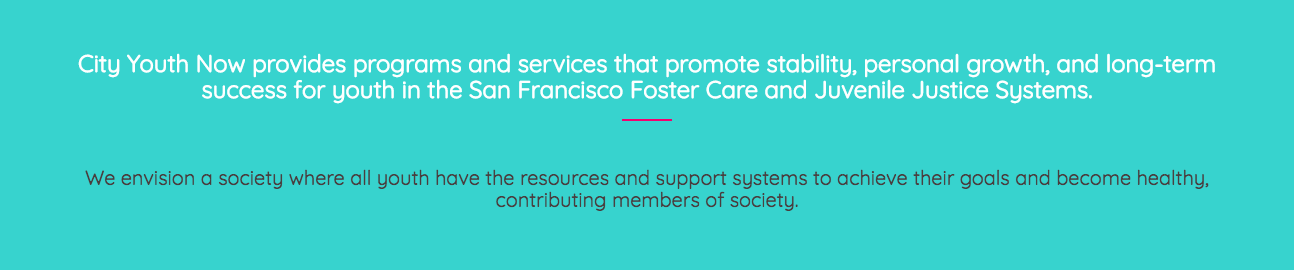 City Youth Now provides programs and services that promote stability, personal growth, and long-term
success for youth in the San Francisco Foster Care and Juvenile Justice Systems.
We envision a society where all youth have the resources and support systems to achieve their goals and become healthy,
contributing members of society.